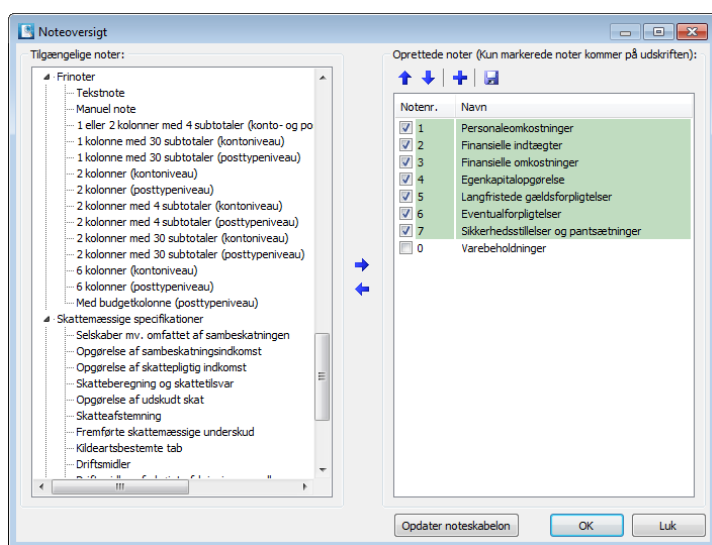 Noteoversigt
Tilgængelige noter:
Frinoter
Tekstnote
Manuel note
1 eller 2 kolonner med 4 subtotaler (konto- og po
1 kolonne med 30 subtotaler (kontoniveau)
1 kolonne med 30 subtotaler (posttypeniveau)
2 kolonner (kontoniveau)
2 kolonner (posttypeniveau)
2 kolonner med 4 subtotaler (kontoniveau)
2 kolonner med 4 subtotaler (posttypeniveau)
2 kolonner med 30 subtotaler (kontoniveau)
2 kolonner med 30 subtotaler (posttypeniveau)
6 kolonner (kontoniveau)
6 kolonner (posttypeniveau)
Med budgetkolonne (posttypeniveau)
Skattemæssige specifikationer
Selskaber mv. omfattet af sambeskatningen
Opgørelse af sambeskatningsindkomst
Opgørelse af skattepligtig indkomst
Skatteberegning og skattetilsvar
Opgørelse af udskudt skat
Skatteafstemning
Fremførte skattemæssige underskud
Kildeartsbestemte tab
Driftsmidler
Oprettede noter (Kun markerede noter kommer på udskriften):
Notenr. Navn
1 Personaleomkostninger
2 Finansielle indtægter
3 Finansielle omkostninger
4 Egenkapitalopgørelse
5 Langfristede gældsforpligtelser
6 Eventualforpligtelser
7 Sikkerhedsstillelser og pantsætninger
0 Varebeholdninger
Opdater noteskabelon OK Luk